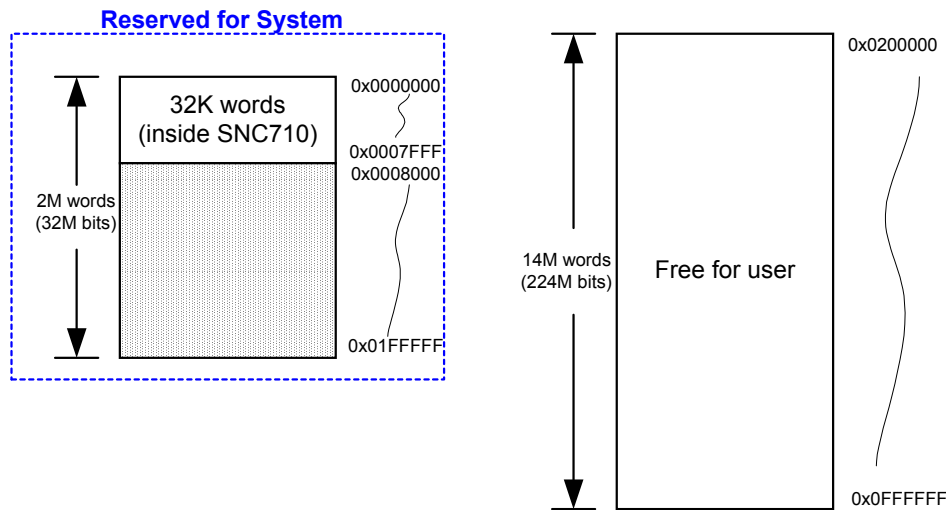 Reserved for System
32K words
(inside SNC710)
2M words
(32M bits)
0x0000000
0x0007FFF
0x0008000
0x01FFFFF
14M words
(224M bits)
Free for user
0x0200000
0x0FFFFFF